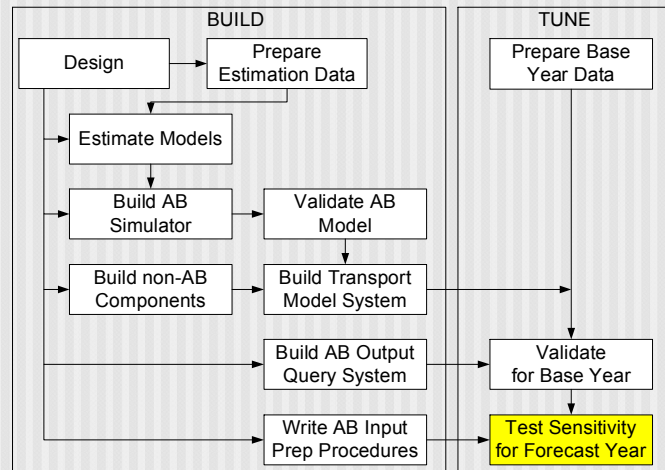 BUILD
TUNE
Design
Prepare
Estimation Data
Prepare Base
Year Data
Estimate Models
Build AB
Simulator
Validate AB
Model
Build non-AB
Components
Build Transport
Model System
Build AB Output
Query System
Validate
for Base Year
Write AB Input
Prep Procedures
Test Sensitivity
for Forecast Year